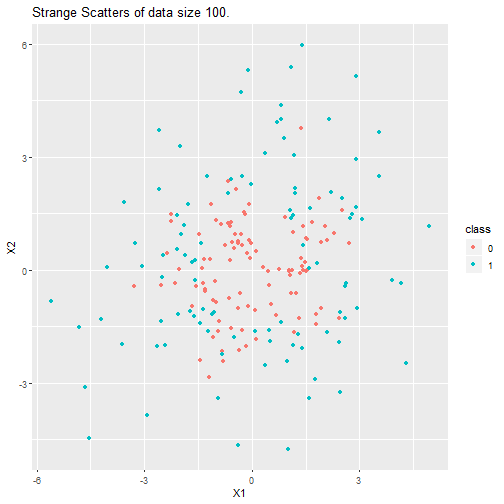 Strange Scatters of data size 100.
6
3
0
-3
X2
-6
-3
0
3
X1
class
0
1